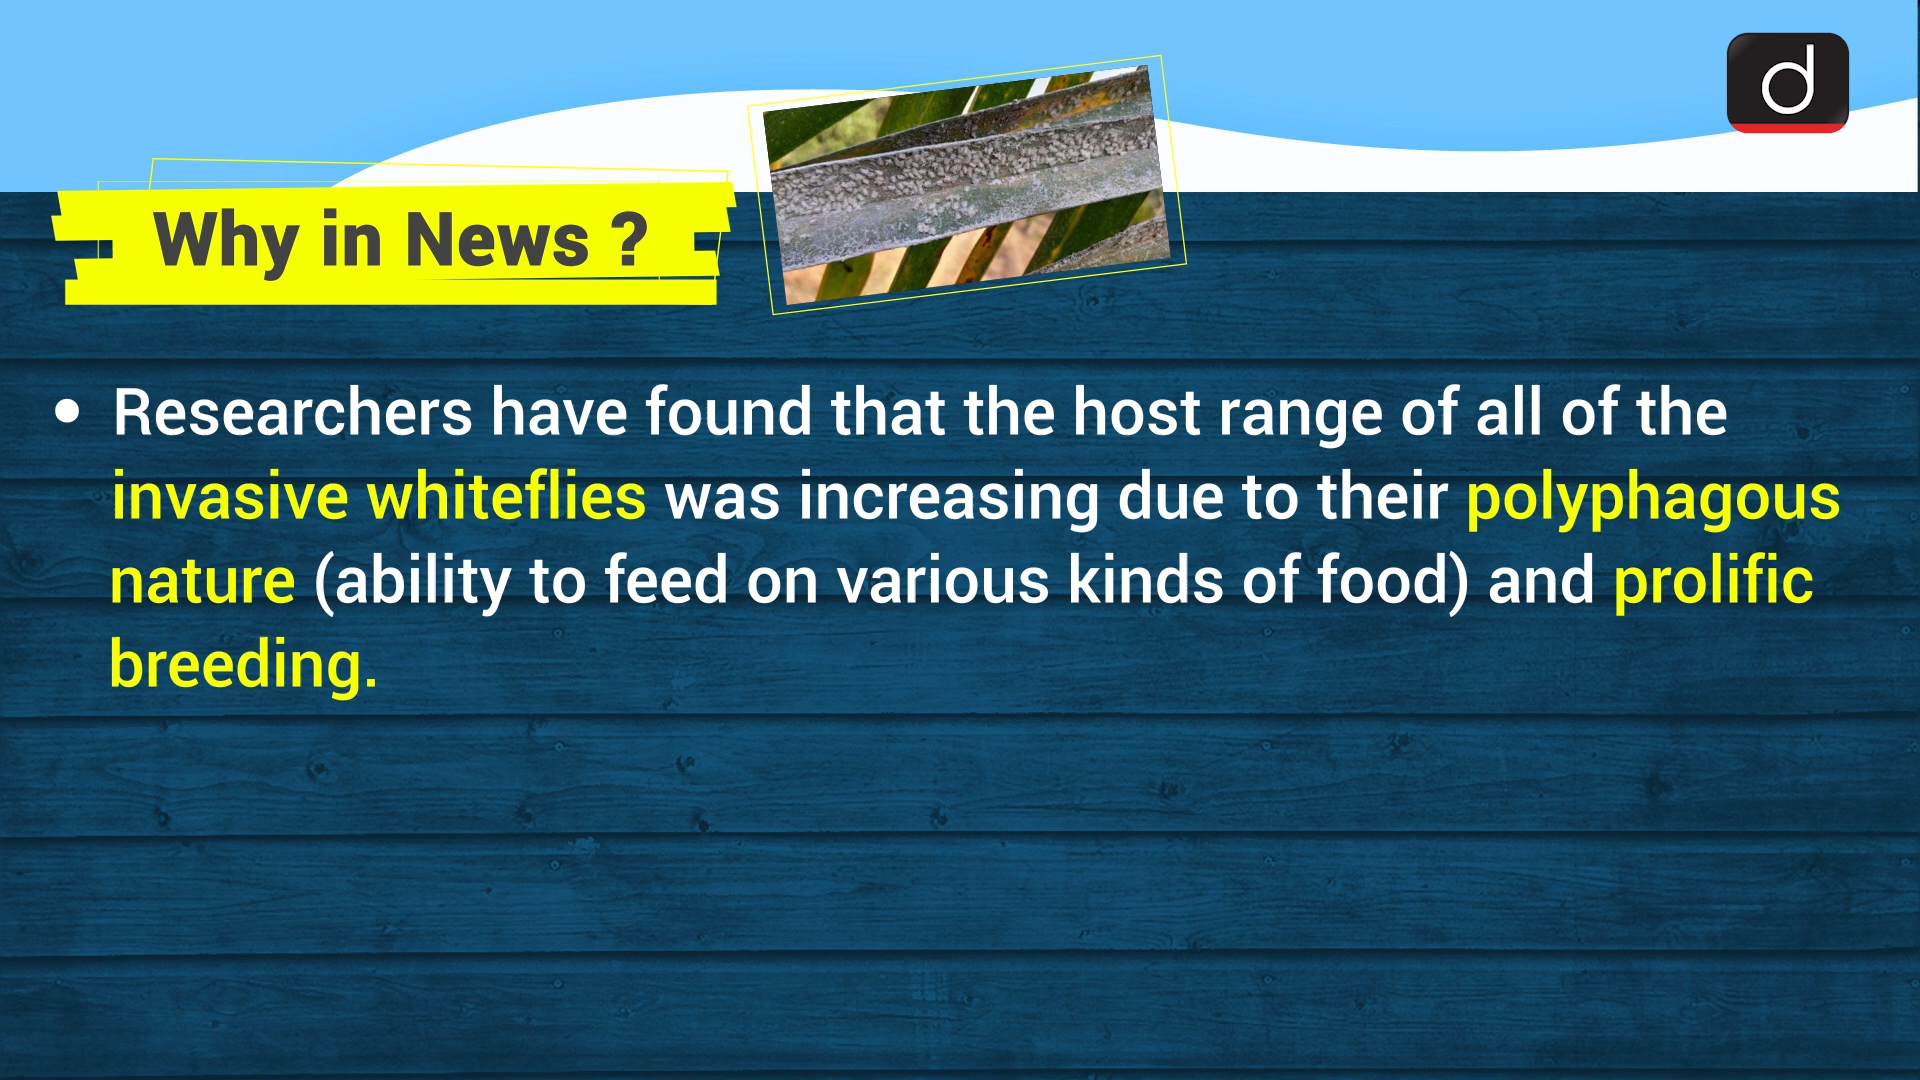 d
Why in News ?
• Researchers have found that the host range of all of the
invasive whiteflies was increasing due to their polyphagous
nature (ability to feed on various kinds of food) and prolific
breeding.